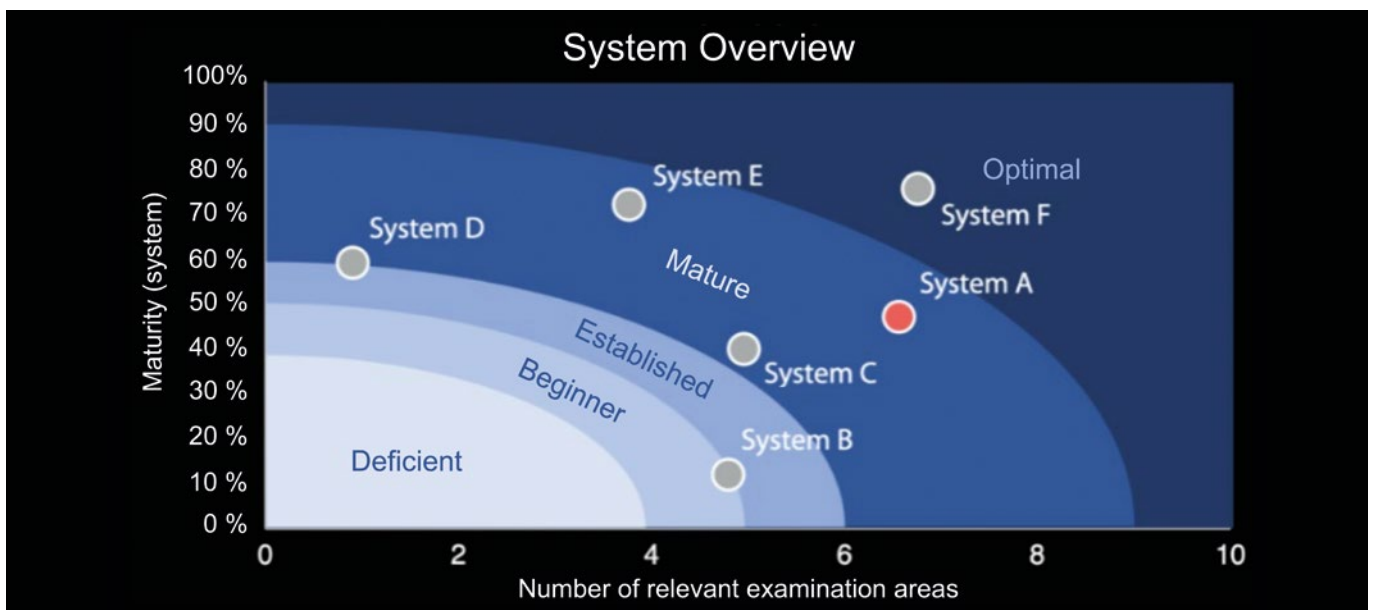 System Overview
100%
90 %
80 %
70 %
60 %
50 %
40 %
30 %
20 %
10 %
0 %
Maturity (system)
System E
Optimal
System F
System D
Mature
System A
Established
System C
Beginner
System B
Deficient
0 2 4 6 8 10
Number of relevant examination areas